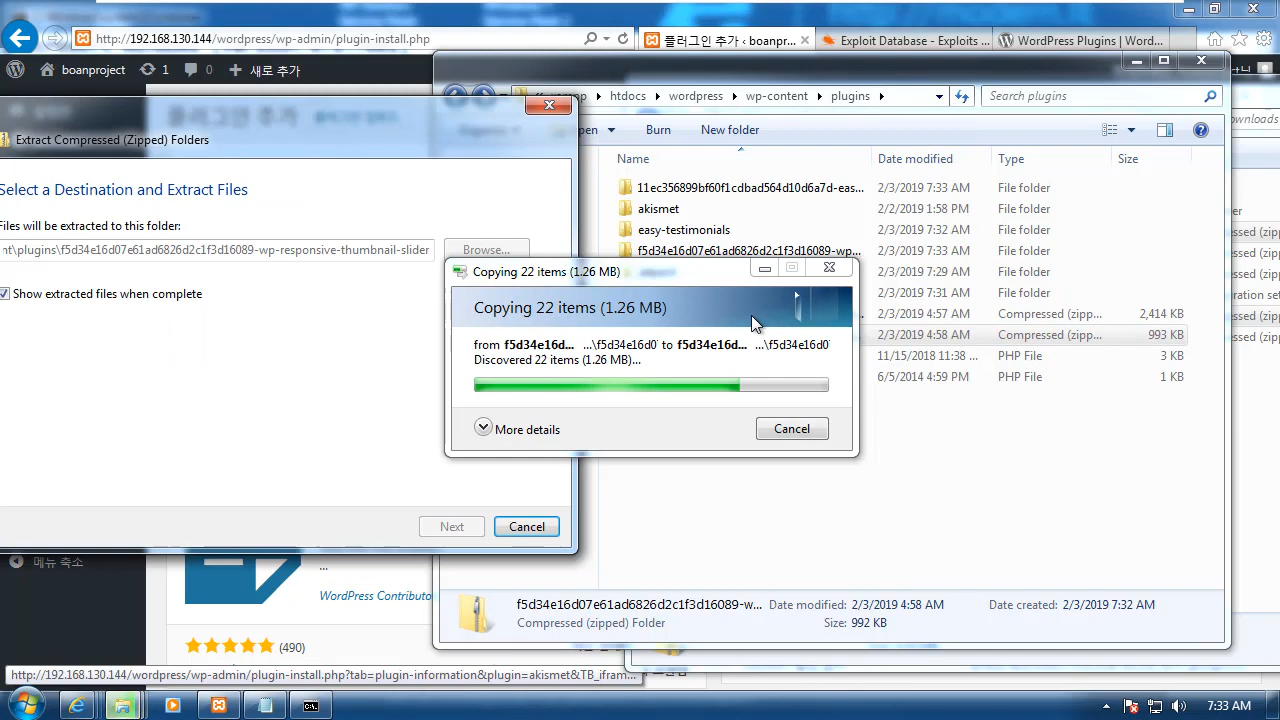 http://192.168.130.144/wordpress/wp-admin/plugin-install.php
플러그인 추가 ‹ boanpro...
Exploit Database - Exploits ...
WordPress Plugins | Word...
boanproject
1
0
새로 추가
htdocs
wordpress
wp-content
plugins
Search plugins
Burn
New folder
Name
Date modified
Type
Size
11ec356899bf60f1cdbad564d10d6a7d-eas...
2/3/2019 7:33 AM
File folder
akismet
2/2/2019 1:58 PM
File folder
easy-testimonials
2/3/2019 7:32 AM
File folder
f5d34e16d07e61ad6826d2c1f3d16089-wp...
2/3/2019 7:33 AM
File folder
2/3/2019 7:29 AM
File folder
2/3/2019 7:31 AM
File folder
2/3/2019 4:57 AM
Compressed (zipp...
2,414 KB
2/3/2019 4:58 AM
Compressed (zipp...
993 KB
11/15/2018 11:38 ...
PHP File
3 KB
6/5/2014 4:59 PM
PHP File
1 KB
Extract Compressed (Zipped) Folders
Select a Destination and Extract Files
Files will be extracted to this folder:
nt\plugins\f5d34e16d07e61ad6826d2c1f3d16089-wp-responsive-thumbnail-slider
Browse...
Show extracted files when complete
Next
Cancel
Copying 22 items (1.26 MB)
Copying 22 items (1.26 MB)
from f5d34e16d... ...\f5d34e16d0 to f5d34e16d... ...\f5d34e16d0
Discovered 22 items (1.26 MB)...
More details
Cancel
메뉴 축소
...
WordPress Contributo
(490)
f5d34e16d07e61ad6826d2c1f3d16089-w...
Date modified: 2/3/2019 4:58 AM
Date created: 2/3/2019 7:32 AM
Compressed (zipped) Folder
Size: 992 KB
http://192.168.130.144/wordpress/wp-admin/plugin-install.php?tab=plugin-information&plugin=akismet&TB_ifram...
7:33 AM